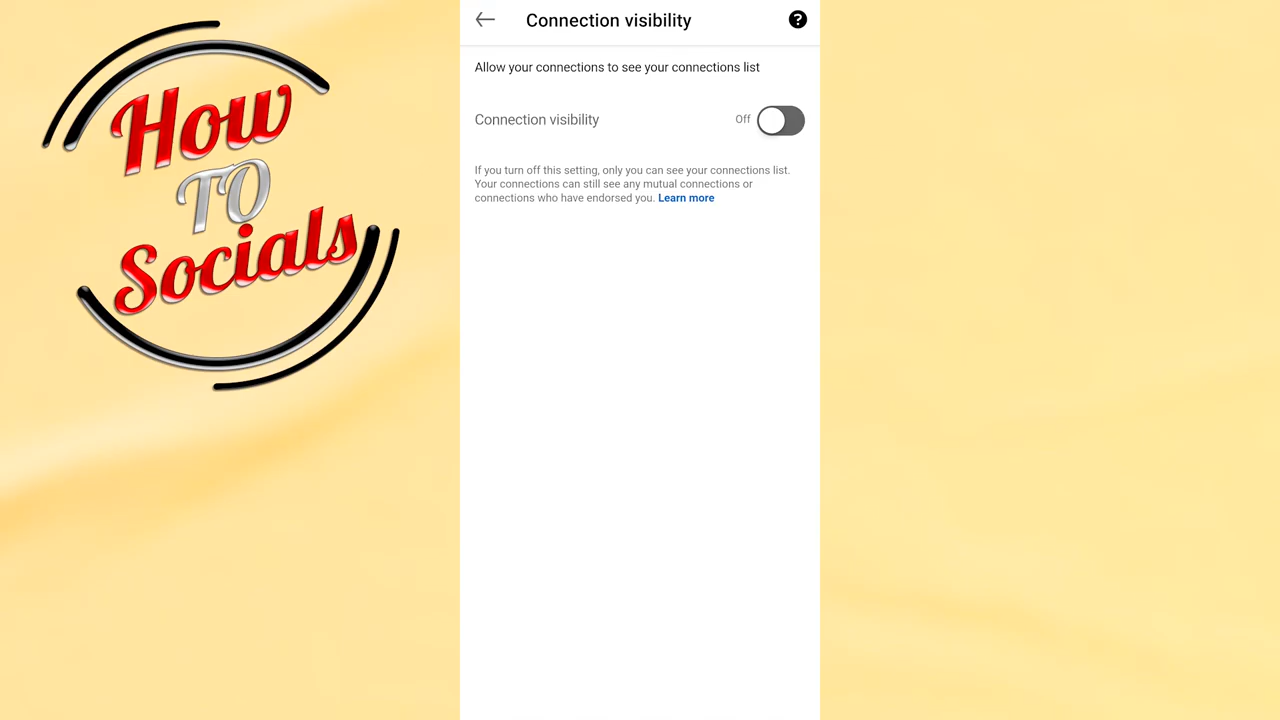 How
TO
Socials
Connection visibility
?
Allow your connections to see your connections list
Connection visibility
Off
If you turn off this setting, only you can see your connections list.
Your connections can still see any mutual connections or
connections who have endorsed you. Learn more